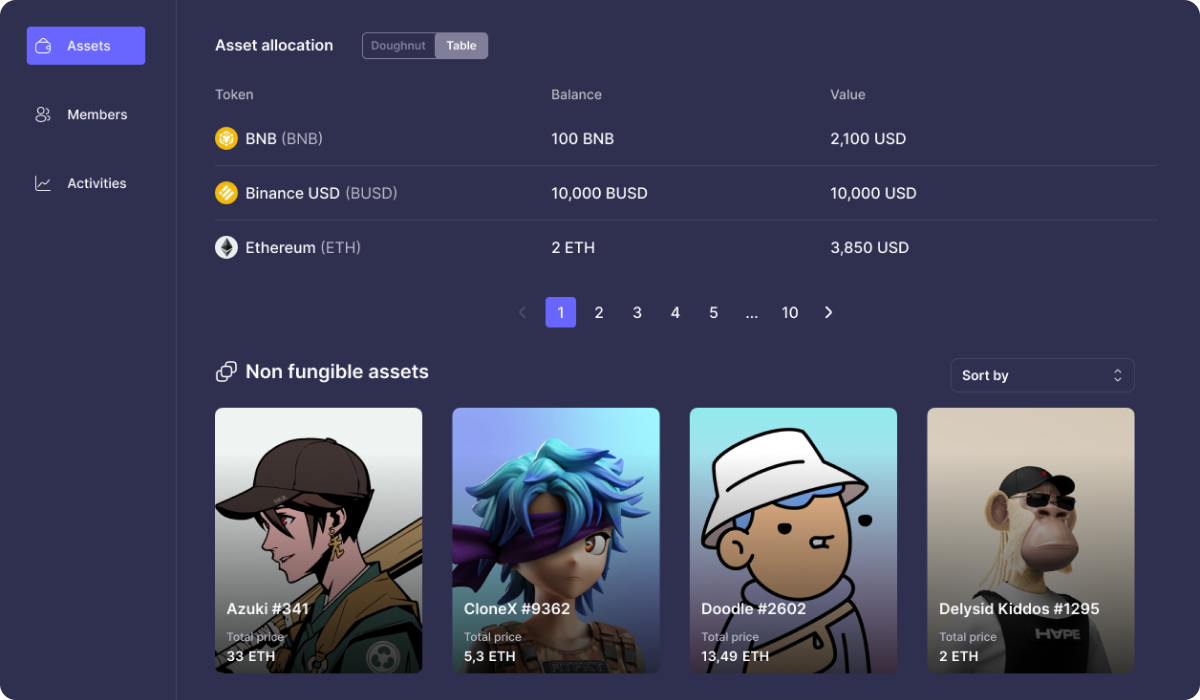 Assets
Members
Activities
Asset allocation
Doughnut
Table
Token Balance Value
BNB (BNB) 100 BNB 2,100 USD
Binance USD (BUSD) 10,000 BUSD 10,000 USD
Ethereum (ETH) 2 ETH 3,850 USD
1 2 3 4 5 ... 10
Non fungible assets
Sort by
Azuki #341
Total price
33 ETH
CloneX #9362
Total price
5,3 ETH
Doodle #2602
Total price
13,49 ETH
Delysid Kiddos #1295
Total price
2 ETH
HAPE